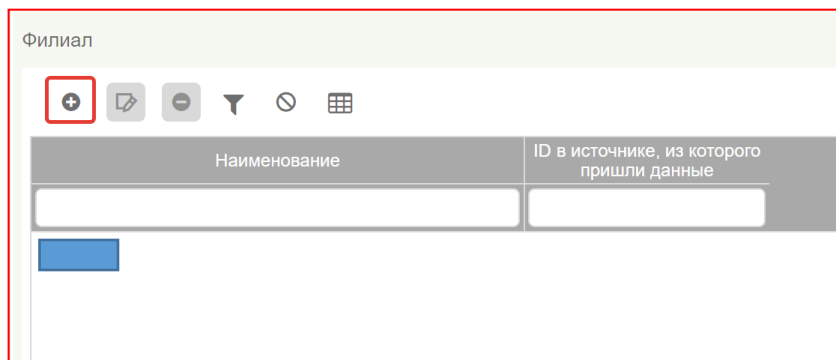 Филиал
Наименование
ID в источнике, из которого
пришли данные